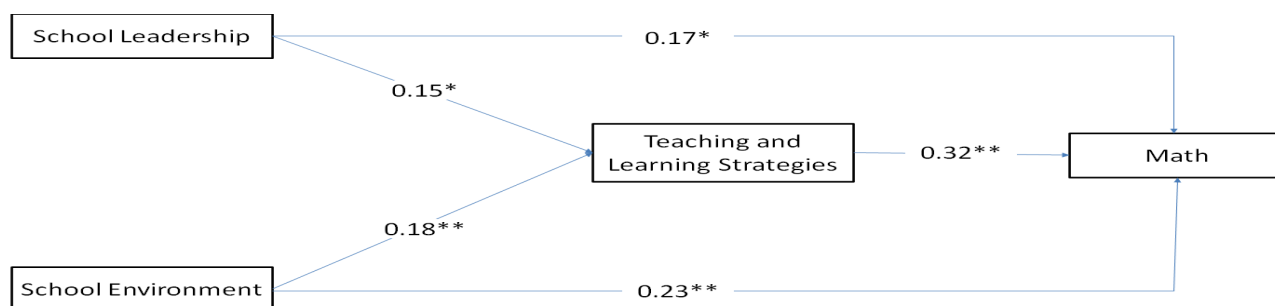 School Leadership
0.17*
0.15*
Teaching and
Learning Strategies
0.32**
Math
0.18**
School Environment
0.23**